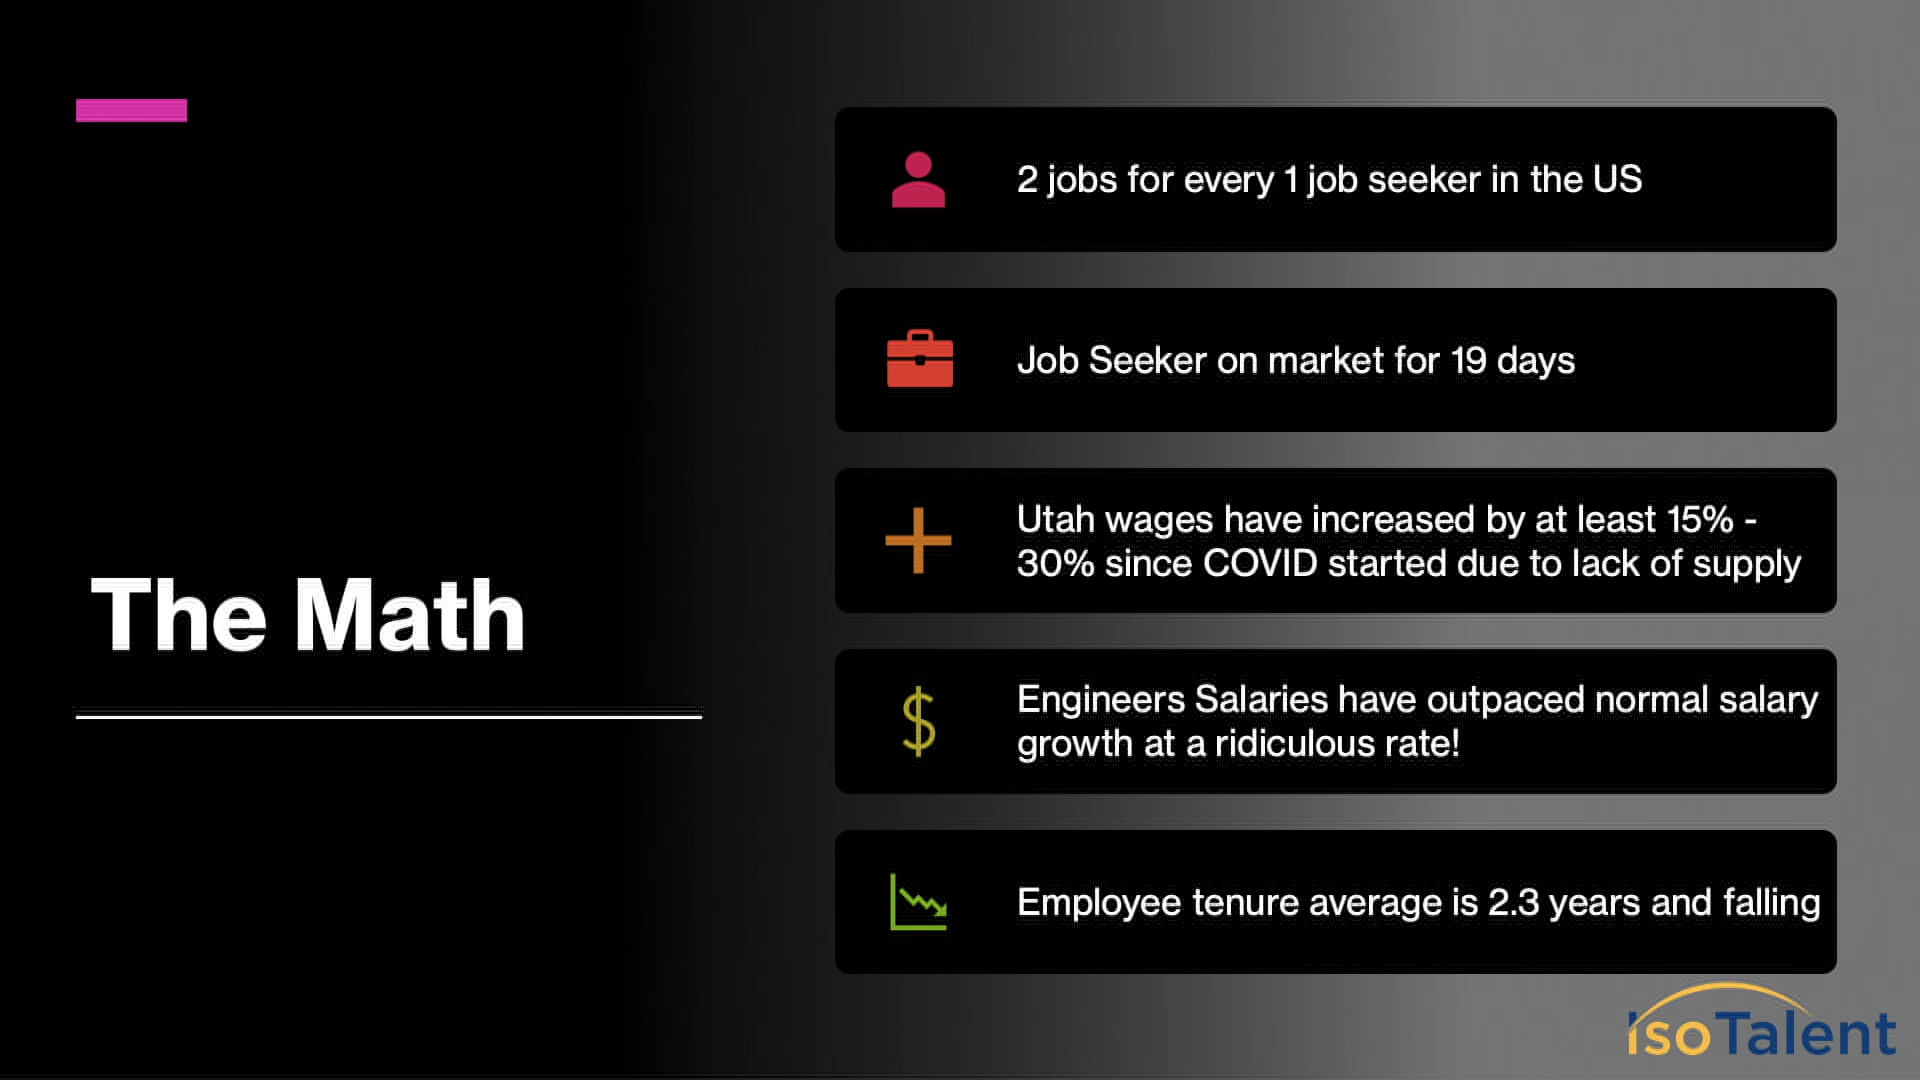 The Math
2 jobs for every 1 job seeker in the US
Job Seeker on market for 19 days
Utah wages have increased by at least 15% -
30% since COVID started due to lack of supply
Engineers Salaries have outpaced normal salary
growth at a ridiculous rate!
Employee tenure average is 2.3 years and falling
IsoTalent